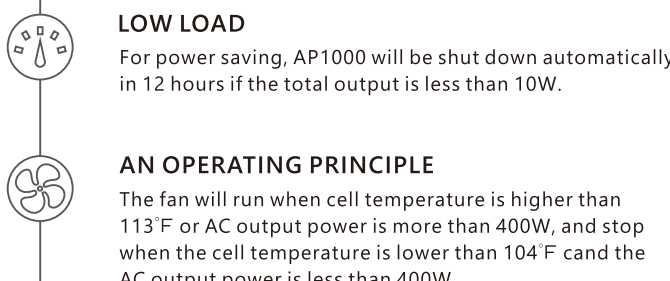 LOW LOAD
For power saving, AP1000 will be shut down automatically
in 12 hours if the total output is less than 10W.
AN OPERATING PRINCIPLE
The fan will run when cell temperature is higher than
113°F or AC output power is more than 400W, and stop
when the cell temperature is lower than 104°F cand the
AC output power is less than 400W